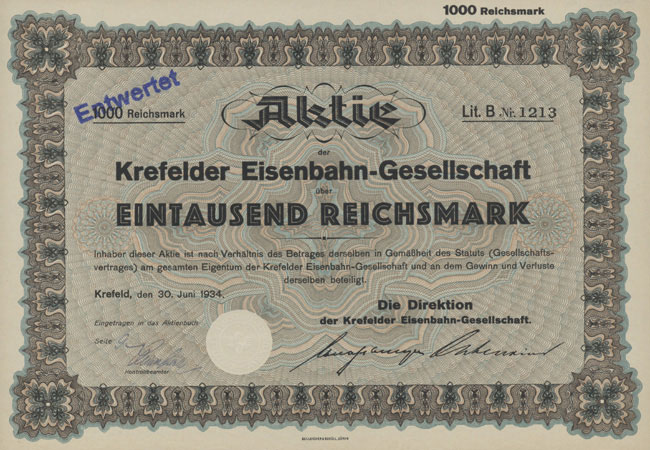 1000 Reichsmark
Entwertet
1000 Reichsmark
Aktie
Lit. B Nr. 1213
der
Krefelder Eisenbahn-Gesellschaft
über
EINTAUSEND REICHSMARK
Inhaber dieser Aktie ist nach Verhältnis des Betrages derselben in Gemäßheit des Statuts (Gesellschafts-
vertrages) am gesamten Eigentum der Krefelder Eisenbahn-Gesellschaft und an dem Gewinn und Verluste
derselben beteiligt.
Krefeld, den 30. Juni 1934.
Die Direktion
der Krefelder Eisenbahn-Gesellschaft.
Eingetragen in das Aktienbuch
Seite
Kontrollbeamter